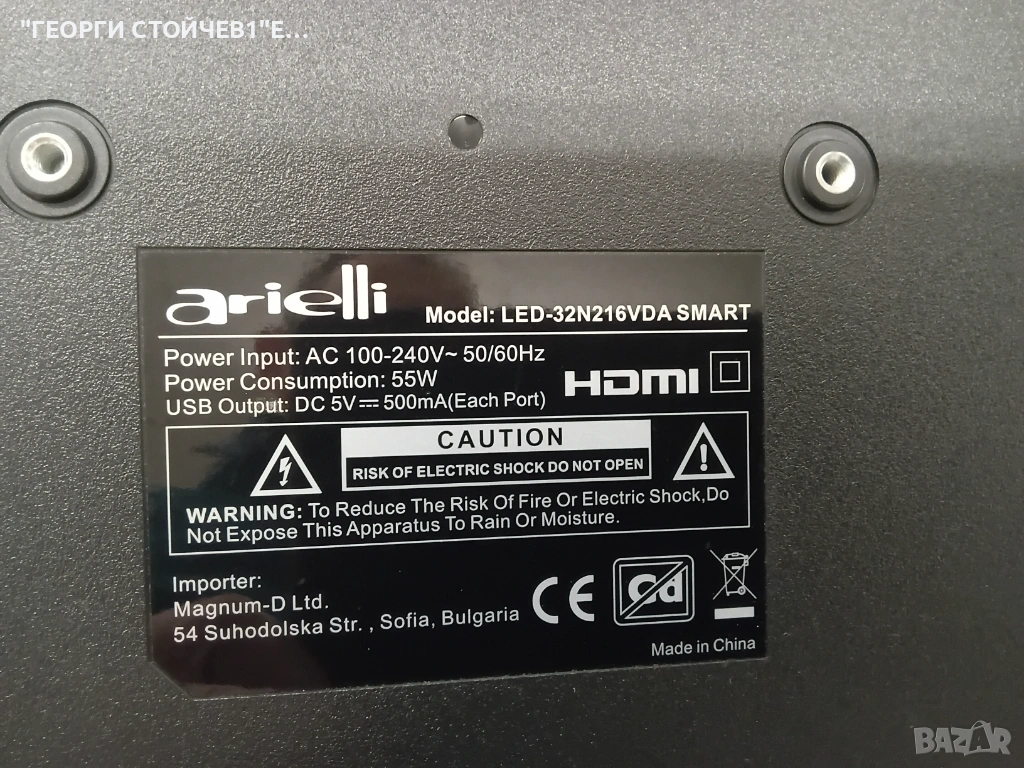 "ГЕОРГИ СТОЙЧЕВ1"Е...
arielli
Model: LED-32N216VDA SMART
Power Input: AC 100-240V~ 50/60Hz
Power Consumption: 55W
USB Output: DC 5V⎓500mA(Each Port)
HDMI
CAUTION
RISK OF ELECTRIC SHOCK DO NOT OPEN
WARNING: To Reduce The Risk Of Fire Or Electric Shock,Do
Not Expose This Apparatus To Rain Or Moisture.
Importer:
Magnum-D Ltd.
54 Suhodolska Str. , Sofia, Bulgaria
CE
Cd
Made in China
BAZAR